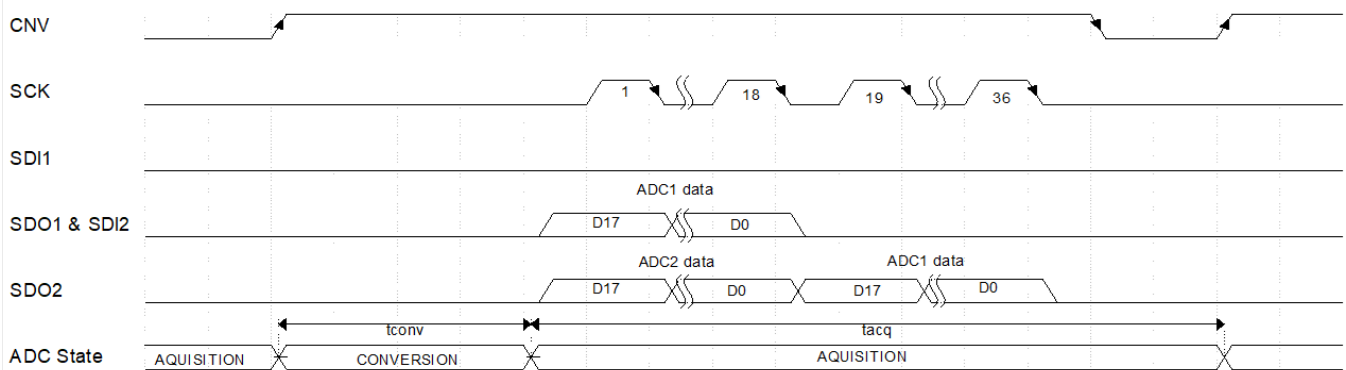 CNV
SCK
1 18 19 36
SDI1
ADC1 data
SDO1 & SDI2
D17 D0
ADC2 data ADC1 data
SDO2
D17 D0 D17 D0
tconv tacq
ADC State
AQUISITION CONVERSION AQUISITION